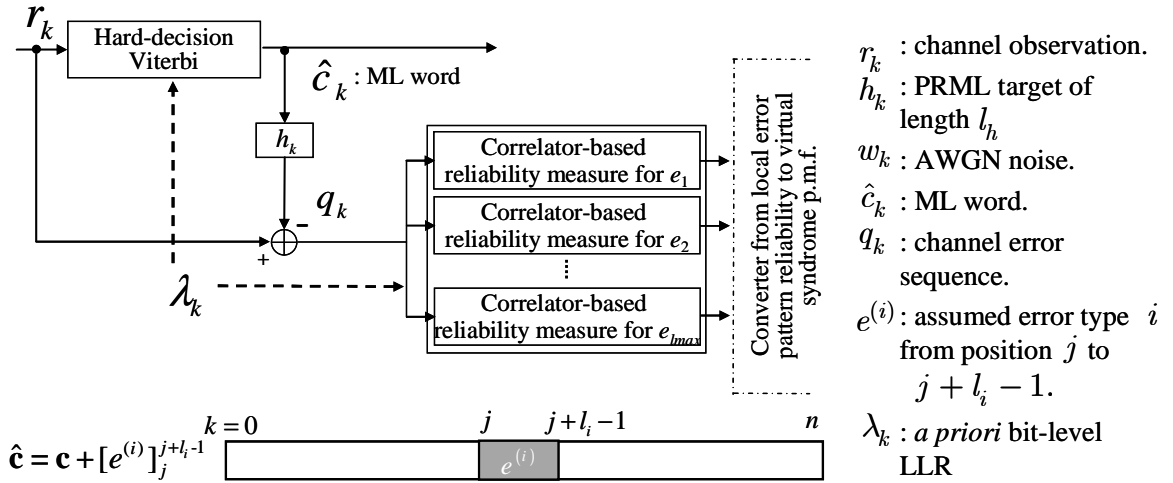 r_k
Hard-decision
Viterbi
ĉ_k : ML word
h_k
q_k
−
+
λ_k
Correlator-based
reliability measure for e_1
Correlator-based
reliability measure for e_2
Correlator-based
reliability measure for e_lmax
Converter from local error
pattern reliability to virtual
syndrome p.m.f.
r_k : channel observation.
h_k : PRML target of
length l_h
w_k : AWGN noise.
ĉ_k : ML word.
q_k : channel error
sequence.
e^(i) : assumed error type i
from position j to
j + l_i − 1.
λ_k : a priori bit-level
LLR
k = 0
j
j + l_i − 1
n
ĉ = c + [e^(i)]_j^{j+l_i-1}
e^(i)